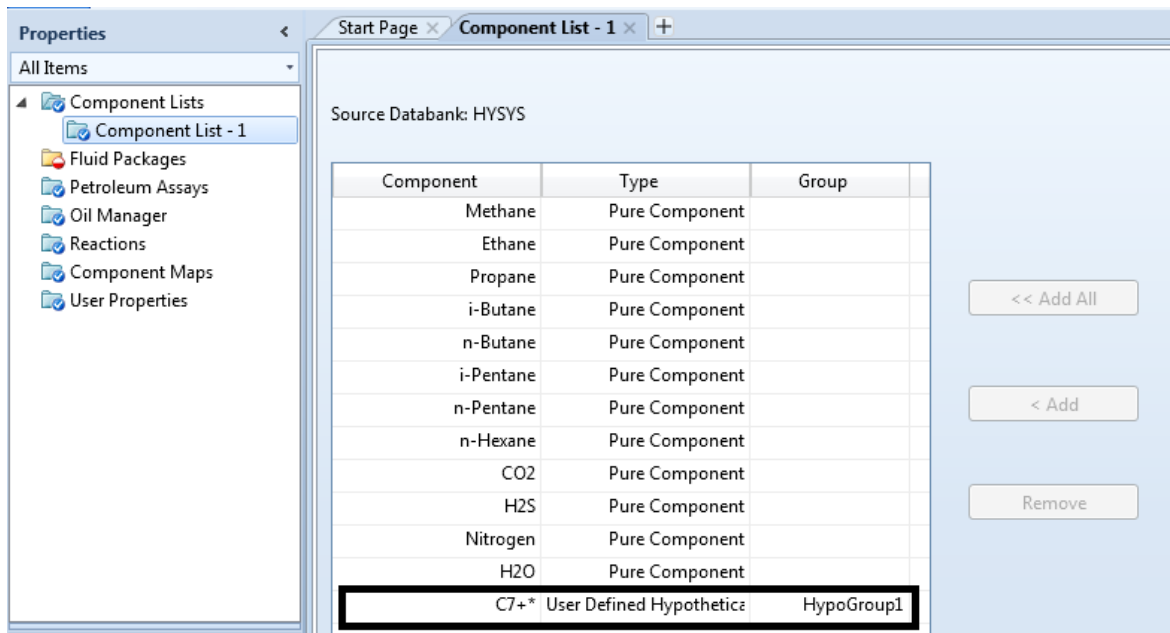 Properties <
All Items
Component Lists
Component List - 1
Fluid Packages
Petroleum Assays
Oil Manager
Reactions
Component Maps
User Properties
Start Page Component List - 1 +
Source Databank: HYSYS
Component Type Group
Methane Pure Component
Ethane Pure Component
Propane Pure Component
i-Butane Pure Component
n-Butane Pure Component
i-Pentane Pure Component
n-Pentane Pure Component
n-Hexane Pure Component
CO2 Pure Component
H2S Pure Component
Nitrogen Pure Component
H2O Pure Component
C7+* User Defined Hypothetica HypoGroup1
<< Add All
< Add
Remove